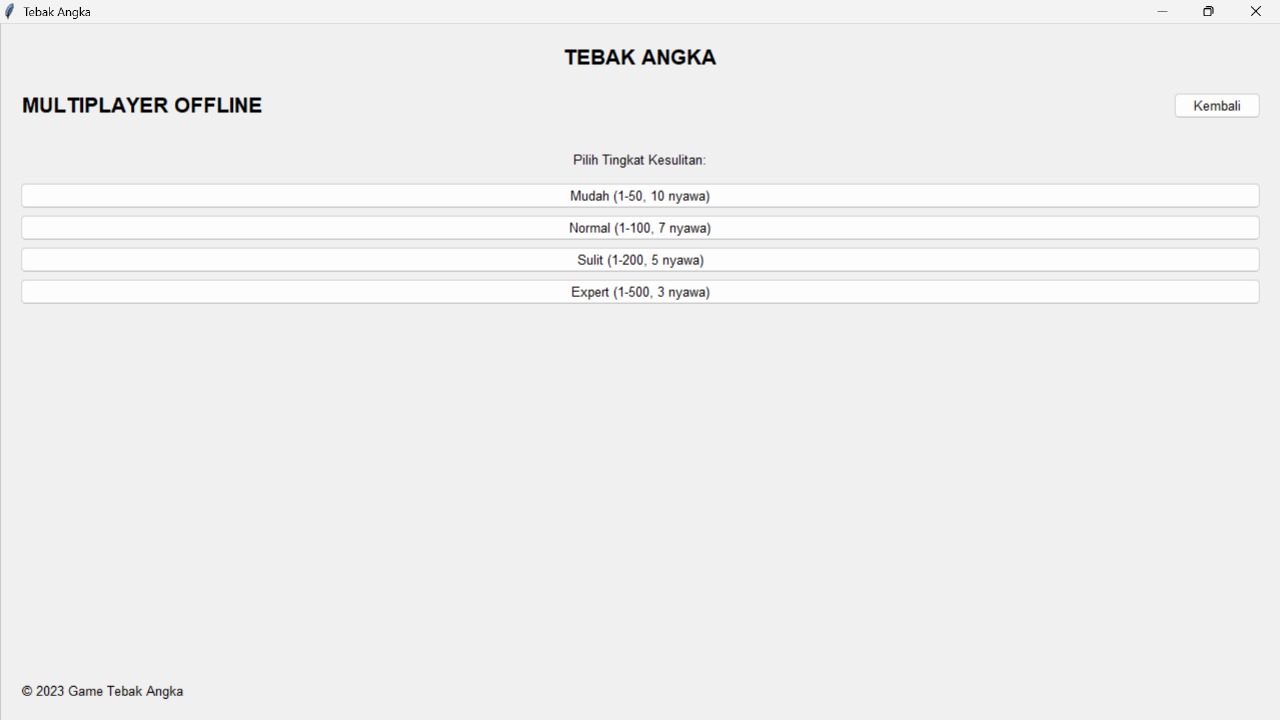 Tebak Angka
TEBAK ANGKA
MULTIPLAYER OFFLINE
Kembali
Pilih Tingkat Kesulitan:
Mudah (1-50, 10 nyawa)
Normal (1-100, 7 nyawa)
Sulit (1-200, 5 nyawa)
Expert (1-500, 3 nyawa)
© 2023 Game Tebak Angka